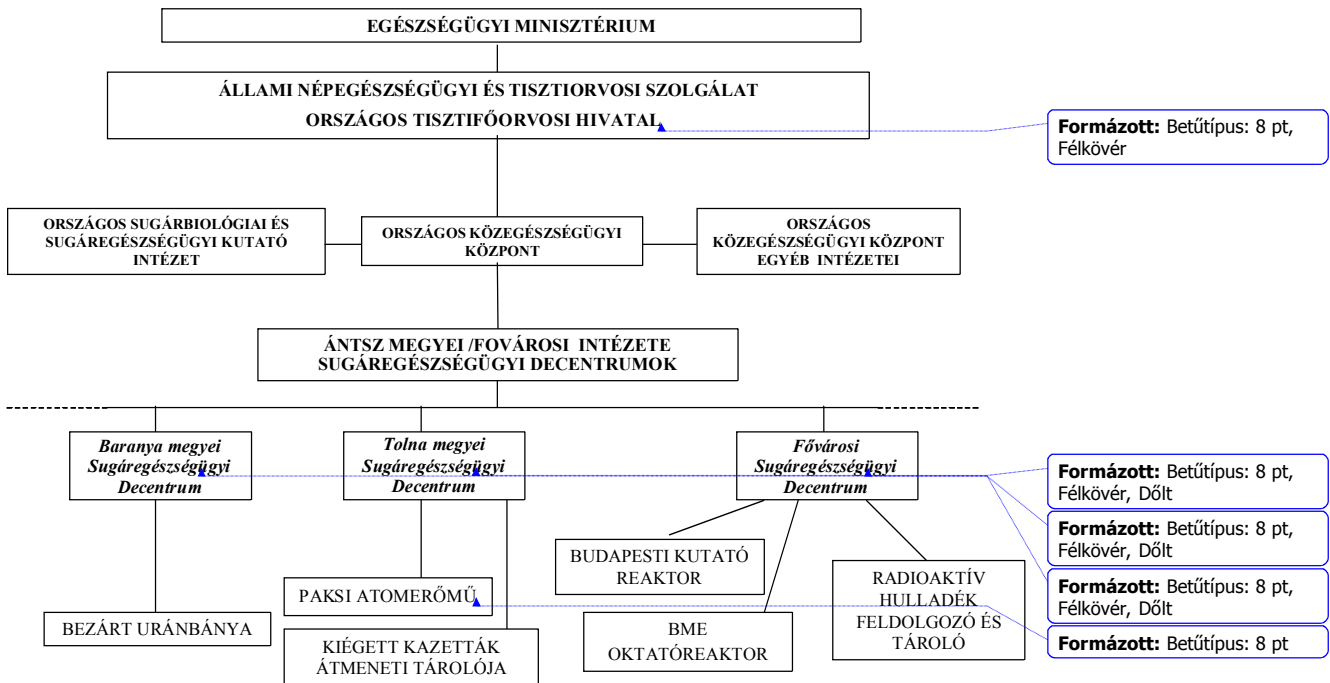 EGÉSZSÉGÜGYI MINISZTÉRIUM
ÁLLAMI NÉPEGÉSZSÉGÜGYI ÉS TISZTIORVOSI SZOLGÁLAT
ORSZÁGOS TISZTIFŐORVOSI HIVATAL
Formázott: Betűtípus: 8 pt,
Félkövér
ORSZÁGOS SUGÁRBIOLÓGIAI ÉS
SUGÁREGÉSZSÉGÜGYI KUTATÓ
INTÉZET
ORSZÁGOS KÖZEGÉSZSÉGÜGYI
KÖZPONT
ORSZÁGOS
KÖZEGÉSZSÉGÜGYI KÖZPONT
EGYÉB INTÉZETEI
ÁNTSZ MEGYEI /FOVÁROSI INTÉZETE
SUGÁREGÉSZSÉGÜGYI DECENTRUMOK
Baranya megyei
Sugáregészségügyi
Decentrum
Tolna megyei
Sugáregészségügyi
Decentrum
Fővárosi
Sugáregészségügyi
Decentrum
Formázott: Betűtípus: 8 pt,
Félkövér, Dőlt
Formázott: Betűtípus: 8 pt,
Félkövér, Dőlt
Formázott: Betűtípus: 8 pt,
Félkövér, Dőlt
Formázott: Betűtípus: 8 pt
BEZÁRT URÁNBÁNYA
PAKSI ATOMERŐMŰ
KIÉGETT KAZETTÁK
ÁTMENETI TÁROLÓJA
BUDAPESTI KUTATÓ
REAKTOR
BME
OKTATÓREAKTOR
RADIOAKTÍV
HULLADÉK
FELDOLGOZÓ ÉS
TÁROLÓ